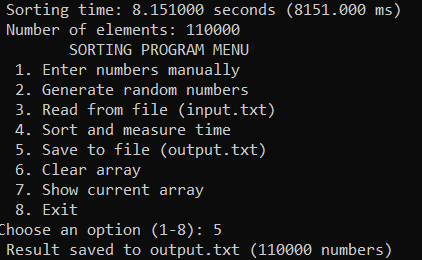 Sorting time: 8.151000 seconds (8151.000 ms)
Number of elements: 110000
SORTING PROGRAM MENU
1. Enter numbers manually
2. Generate random numbers
3. Read from file (input.txt)
4. Sort and measure time
5. Save to file (output.txt)
6. Clear array
7. Show current array
8. Exit
Choose an option (1-8): 5
Result saved to output.txt (110000 numbers)